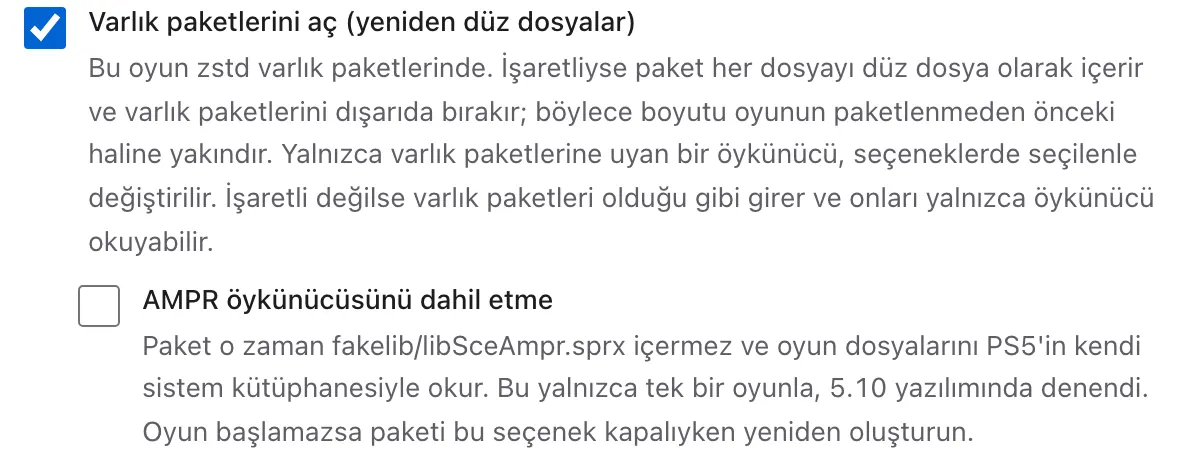 Varlık paketlerini aç (yeniden düz dosyalar)
Bu oyun zstd varlık paketlerinde. İşaretliyse paket her dosyayı düz dosya olarak içerir
ve varlık paketlerini dışarıda bırakır; böylece boyutu oyunun paketlenmeden önceki
haline yakındır. Yalnızca varlık paketlerine uyan bir öykünücü, seçeneklerde seçilenle
değiştirilir. İşaretli değilse varlık paketleri olduğu gibi girer ve onları yalnızca öykünücü
okuyabilir.
AMPR öykünücüsünü dahil etme
Paket o zaman fakelib/libSceAmpr.sprx içermez ve oyun dosyalarını PS5'in kendi
sistem kütüphanesiyle okur. Bu yalnızca tek bir oyunla, 5.10 yazılımında denendi.
Oyun başlamazsa paketi bu seçenek kapalıyken yeniden oluşturun.